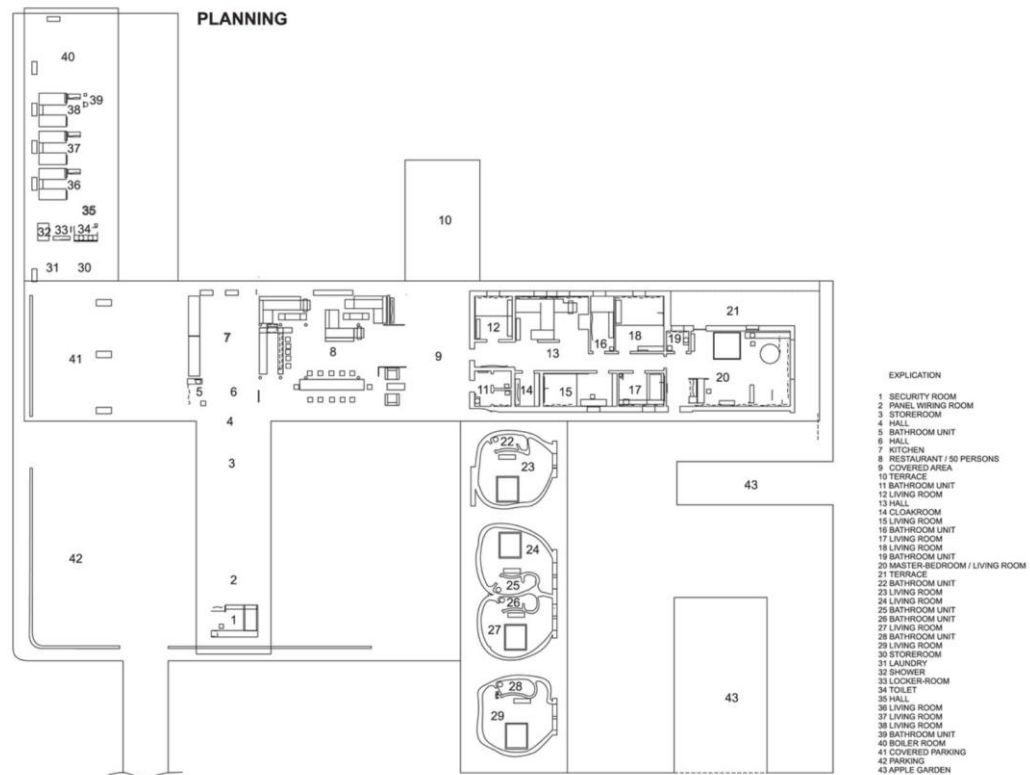 PLANNING
40
39
38
37
36
35
32 33 34
31 30
10
41
7
8
9
5 6
4
3
12
13
16
18
19
21
20
11
14
15
17
22
23
24
25
26
27
28
29
43
42
2
1
43
EXPLICATION
1 SECURITY ROOM
2 PANEL WIRING ROOM
3 STOREROOM
4 HALL
5 BATHROOM UNIT
6 HALL
7 KITCHEN
8 RESTAURANT / 50 PERSONS
9 COVERED AREA
10 TERRACE
11 BATHROOM UNIT
12 LIVING ROOM
13 HALL
14 CLOAKROOM
15 LIVING ROOM
16 BATHROOM UNIT
17 LIVING ROOM
18 LIVING ROOM
19 BATHROOM UNIT
20 MASTER-BEDROOM / LIVING ROOM
21 TERRACE
22 BATHROOM UNIT
23 LIVING ROOM
24 LIVING ROOM
25 BATHROOM UNIT
26 BATHROOM UNIT
27 LIVING ROOM
28 BATHROOM UNIT
29 LIVING ROOM
30 STOREROOM
31 LAUNDRY
32 SHOWER
33 LOCKER-ROOM
34 TOILET
35 HALL
36 LIVING ROOM
37 LIVING ROOM
38 LIVING ROOM
39 BATHROOM UNIT
40 BOILER ROOM
41 COVERED PARKING
42 PARKING
43 APPLE GARDEN